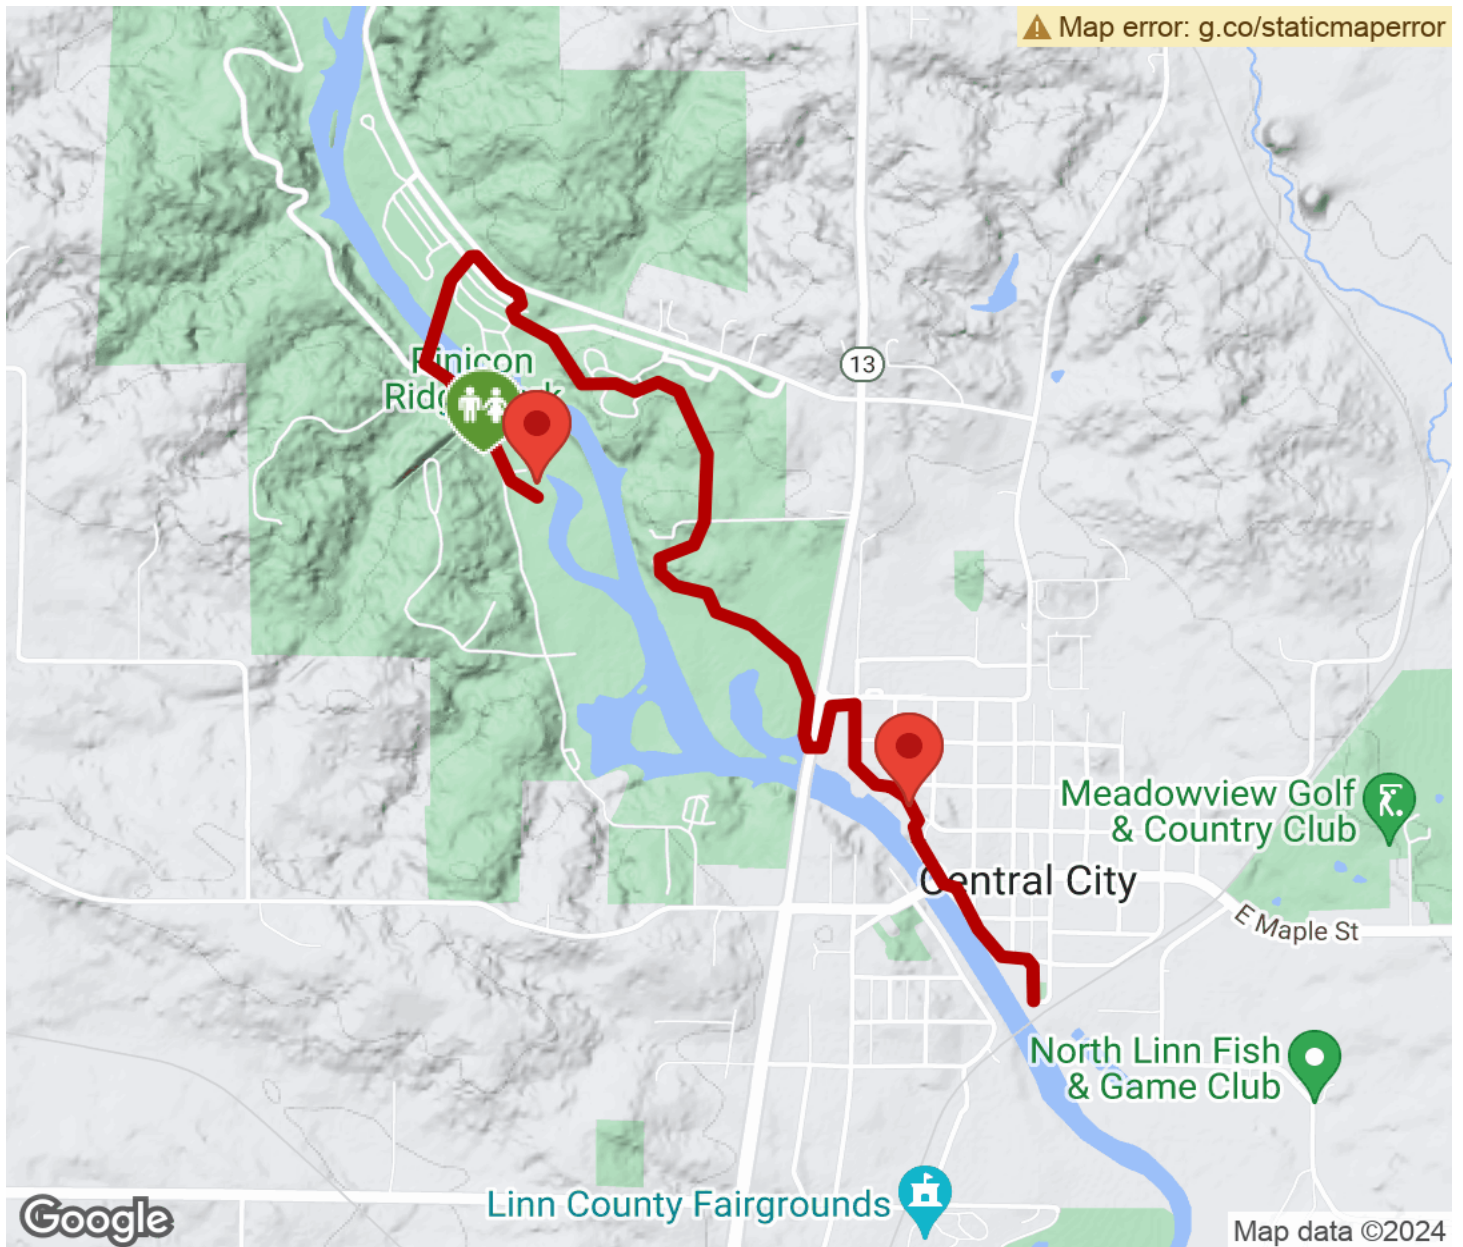 Map error: g.co/staticmaperror
Pinicon
13
Meadowview Golf
& Country Club
Central City
E Maple St
North Linn Fish
& Game Club
Linn County Fairgrounds
Google
Map data ©2024